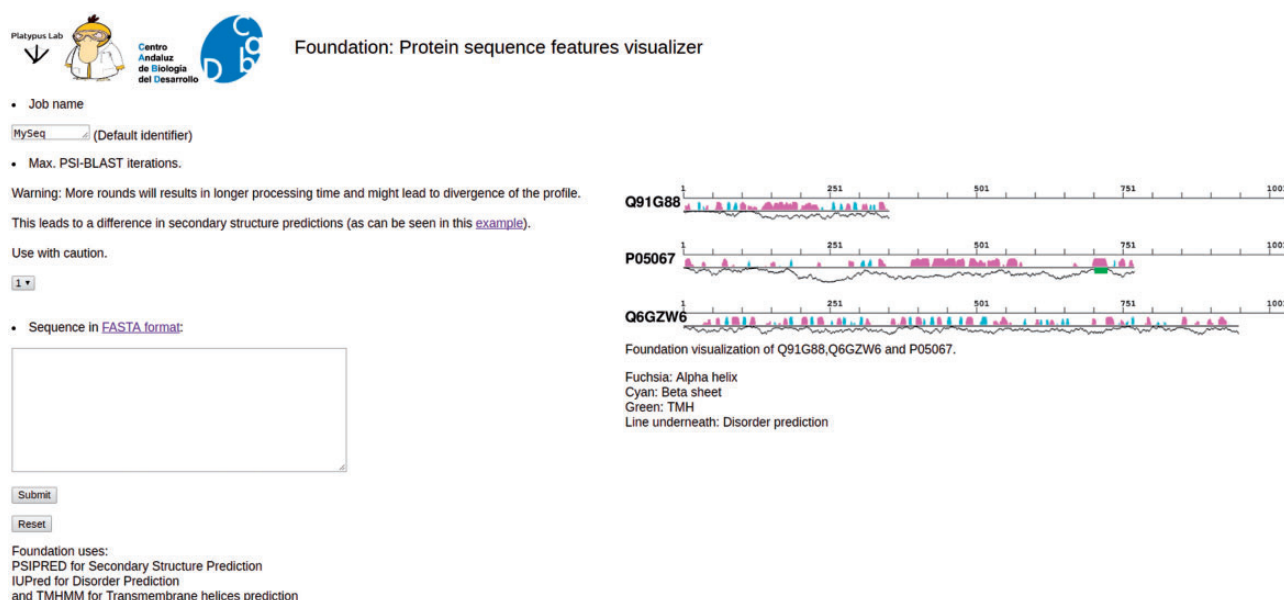 Platypus Lab
Centro
Andaluz
de Biología
del Desarrollo
C
D
b
g
Foundation: Protein sequence features visualizer
• Job name
MySeq (Default identifier)
• Max. PSI-BLAST iterations.
Warning: More rounds will results in longer processing time and might lead to divergence of the profile.
This leads to a difference in secondary structure predictions (as can be seen in this example).
Use with caution.
1
• Sequence in FASTA format:
Submit
Reset
Foundation uses:
PSIPRED for Secondary Structure Prediction
IUPred for Disorder Prediction
and TMHMM for Transmembrane helices prediction
1 251 501 751 100
Q91G88
1 251 501 751 100
P05067
1 251 501 751 100
Q6GZW6
Foundation visualization of Q91G88,Q6GZW6 and P05067.
Fuchsia: Alpha helix
Cyan: Beta sheet
Green: TMH
Line underneath: Disorder prediction